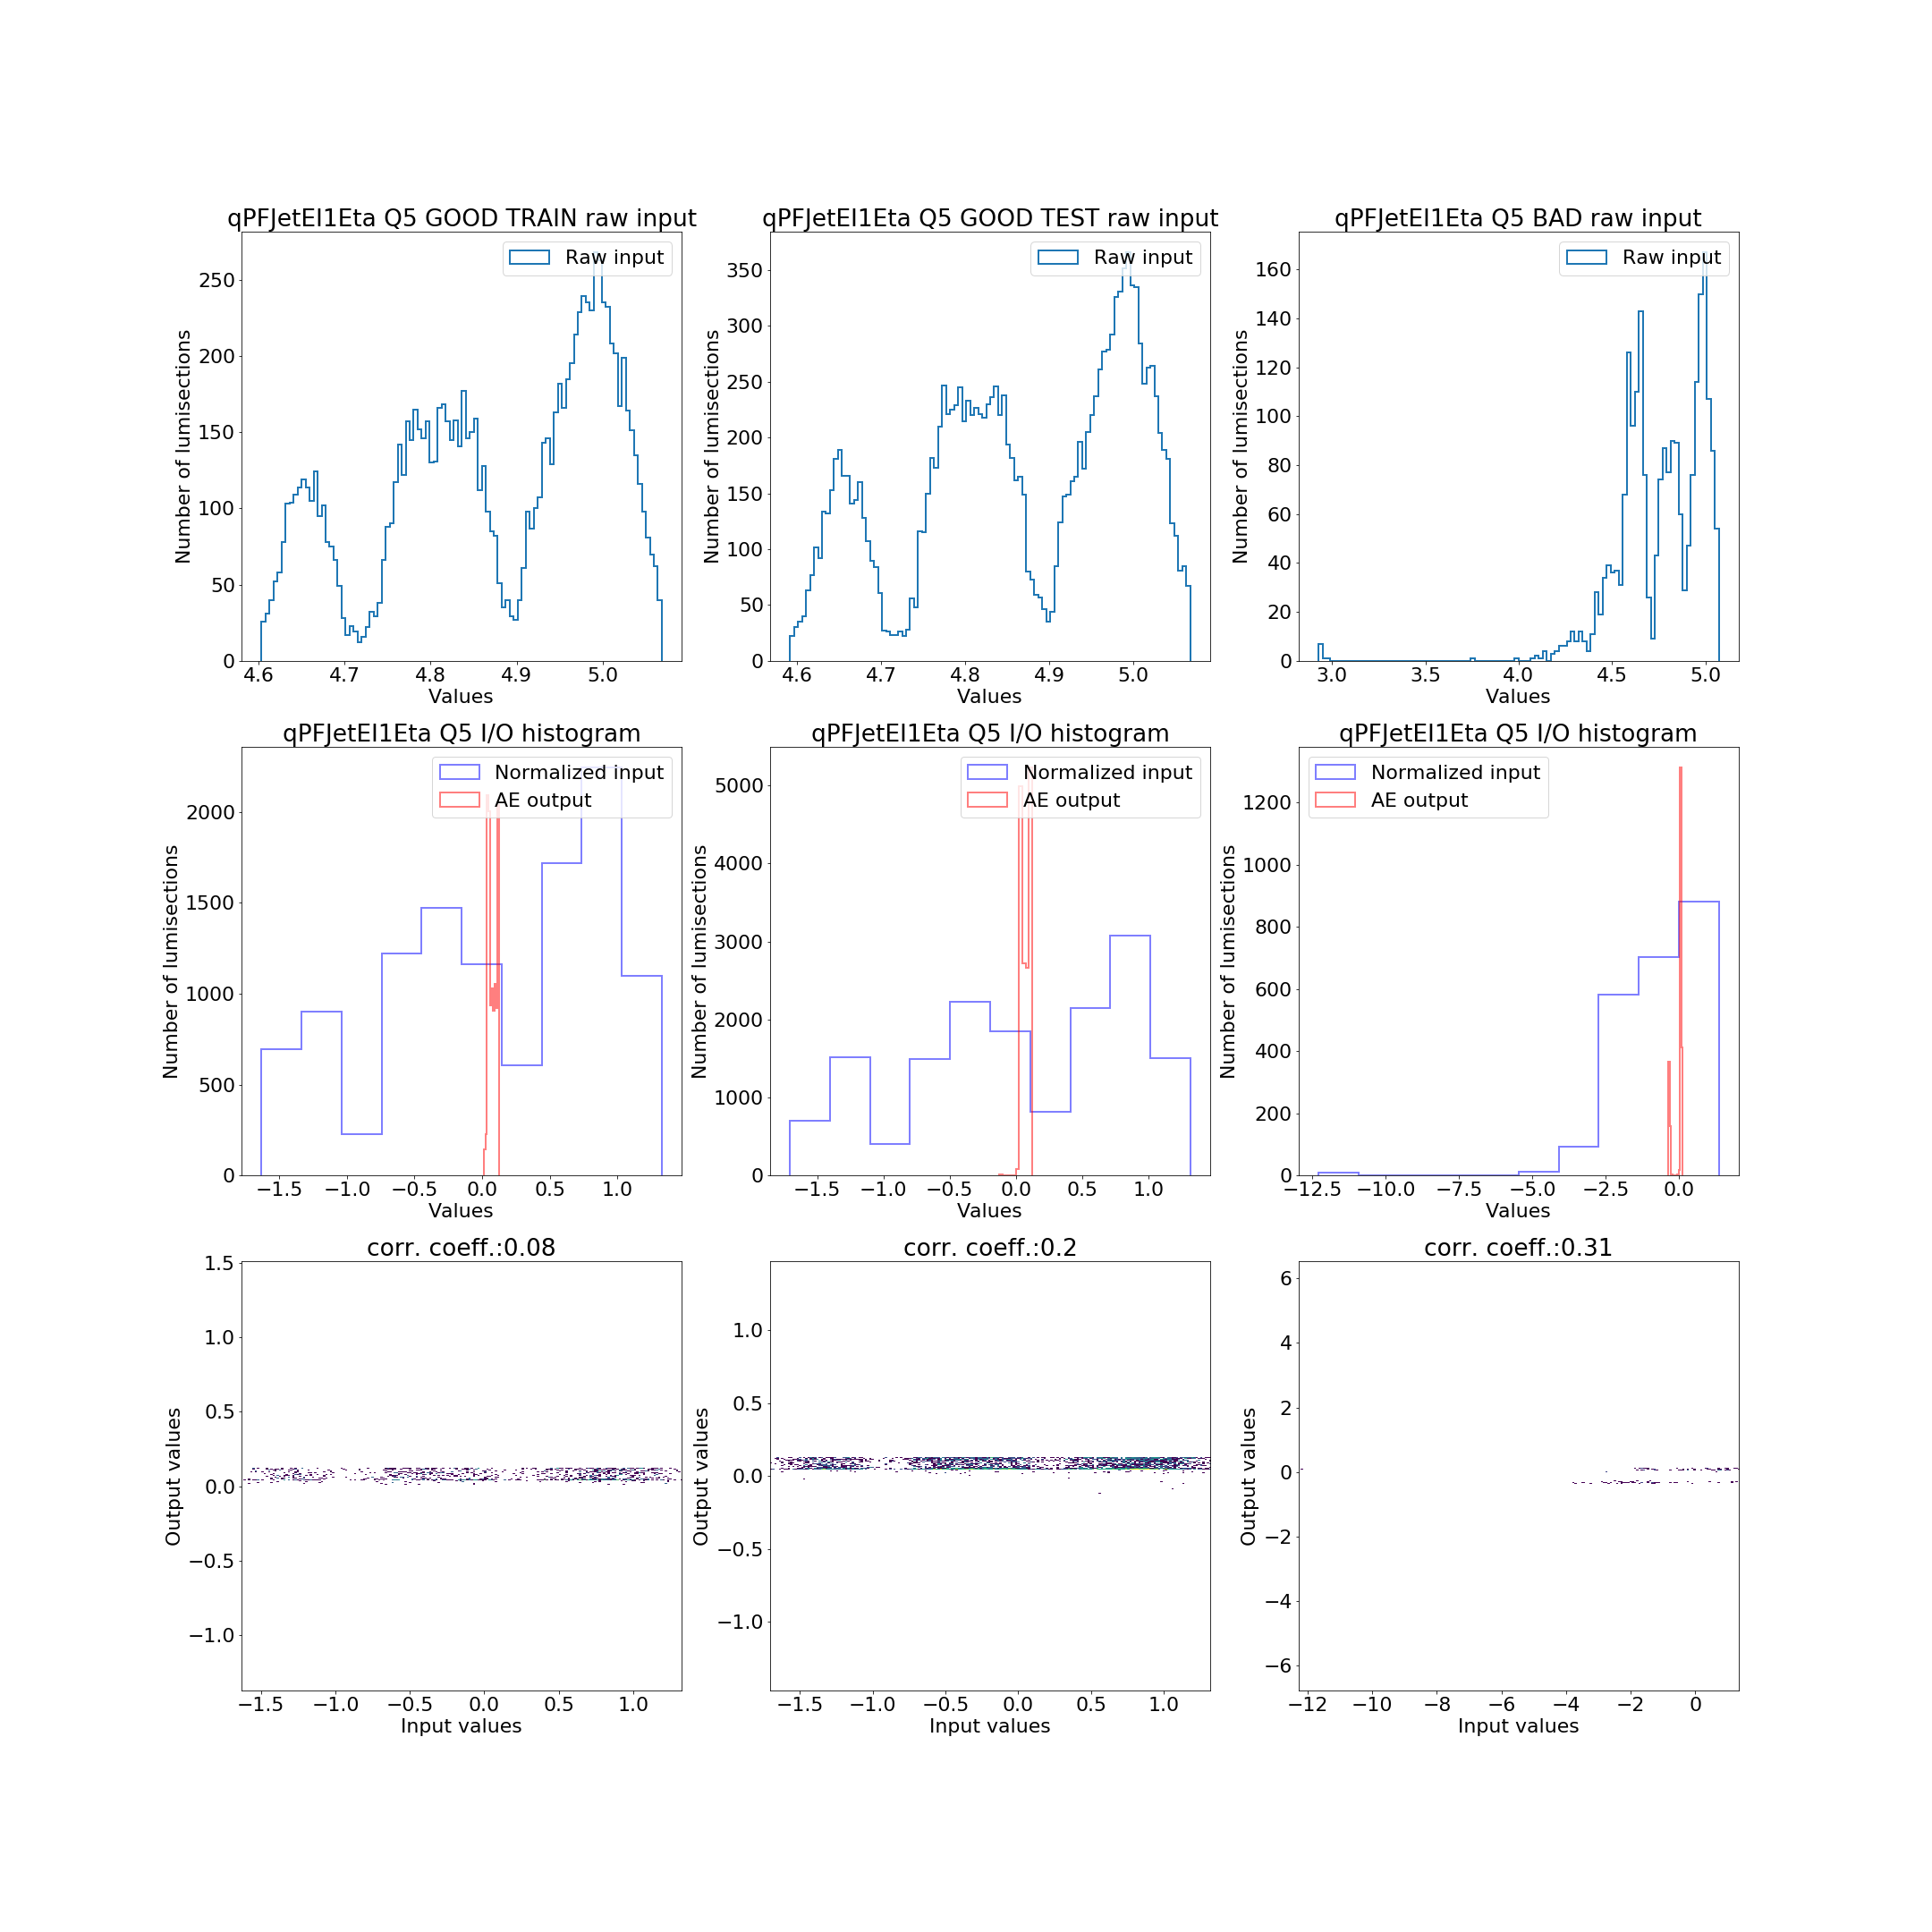 qPFJetEI1Eta Q5 GOOD TRAIN raw input
Raw input
Number of lumisections
250
200
150
100
50
0
4.6 4.7 4.8 4.9 5.0
Values
qPFJetEI1Eta Q5 GOOD TEST raw input
Raw input
Number of lumisections
350
300
250
200
150
100
50
0
4.6 4.7 4.8 4.9 5.0
Values
qPFJetEI1Eta Q5 BAD raw input
Raw input
Number of lumisections
160
140
120
100
80
60
40
20
0
3.0 3.5 4.0 4.5 5.0
Values
qPFJetEI1Eta Q5 I/O histogram
Normalized input
AE output
Number of lumisections
2000
1500
1000
500
0
−1.5 −1.0 −0.5 0.0 0.5 1.0
Values
qPFJetEI1Eta Q5 I/O histogram
Normalized input
AE output
Number of lumisections
5000
4000
3000
2000
1000
0
−1.5 −1.0 −0.5 0.0 0.5 1.0
Values
qPFJetEI1Eta Q5 I/O histogram
Normalized input
AE output
Number of lumisections
1200
1000
800
600
400
200
0
−12.5 −10.0 −7.5 −5.0 −2.5 0.0
Values
corr. coeff.:0.08
Output values
1.5
1.0
0.5
0.0
−0.5
−1.0
−1.5 −1.0 −0.5 0.0 0.5 1.0
Input values
corr. coeff.:0.2
Output values
1.0
0.5
0.0
−0.5
−1.0
−1.5 −1.0 −0.5 0.0 0.5 1.0
Input values
corr. coeff.:0.31
Output values
6
4
2
0
−2
−4
−6
−12 −10 −8 −6 −4 −2 0
Input values